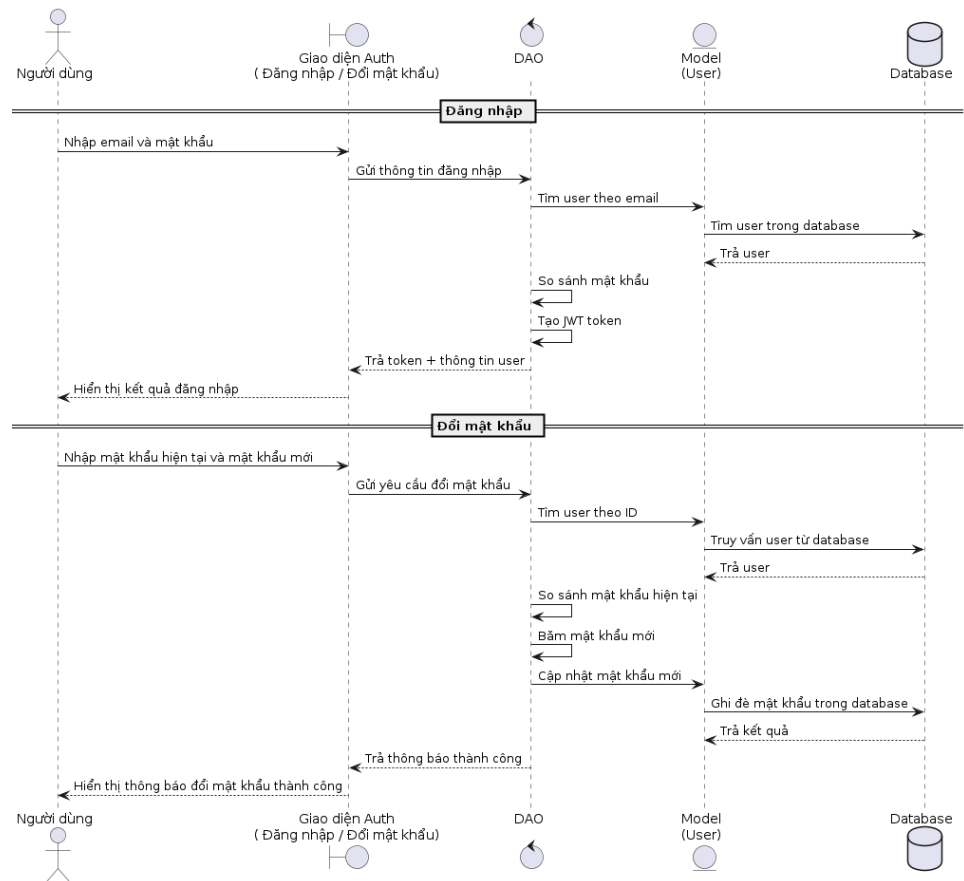 Người dùng
Giao diện Auth
( Đăng nhập / Đổi mật khẩu)
DAO
Model
(User)
Database
Đăng nhập
Nhập email và mật khẩu
Gửi thông tin đăng nhập
Tìm user theo email
Tìm user trong database
Trả user
So sánh mật khẩu
Tạo JWT token
Trả token + thông tin user
Hiển thị kết quả đăng nhập
Đổi mật khẩu
Nhập mật khẩu hiện tại và mật khẩu mới
Gửi yêu cầu đổi mật khẩu
Tìm user theo ID
Truy vấn user từ database
Trả user
So sánh mật khẩu hiện tại
Băm mật khẩu mới
Cập nhật mật khẩu mới
Ghi đè mật khẩu trong database
Trả kết quả
Trả thông báo thành công
Hiển thị thông báo đổi mật khẩu thành công
Người dùng
Giao diện Auth
( Đăng nhập / Đổi mật khẩu)
DAO
Model
(User)
Database